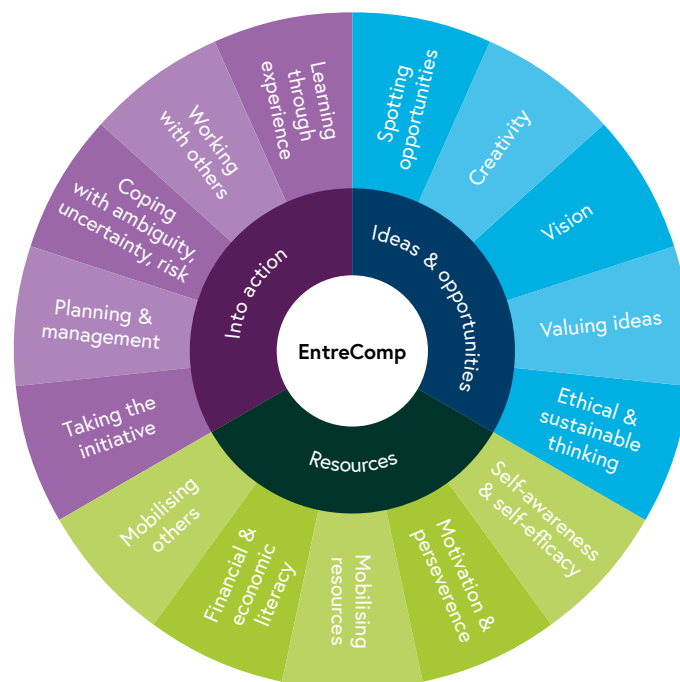 EntreComp
Ideas & opportunities
Spotting
opportunities
Creativity
Vision
Valuing ideas
Ethical &
sustainable
thinking
Resources
Self-awareness
& self-efficacy
Motivation &
perseverence
Mobilising
resources
Financial &
economic
literacy
Mobilising
others
Into action
Taking the
initiative
Planning &
management
Coping
with ambiguity,
uncertainty, risk
Working
with others
Learning
through
experience